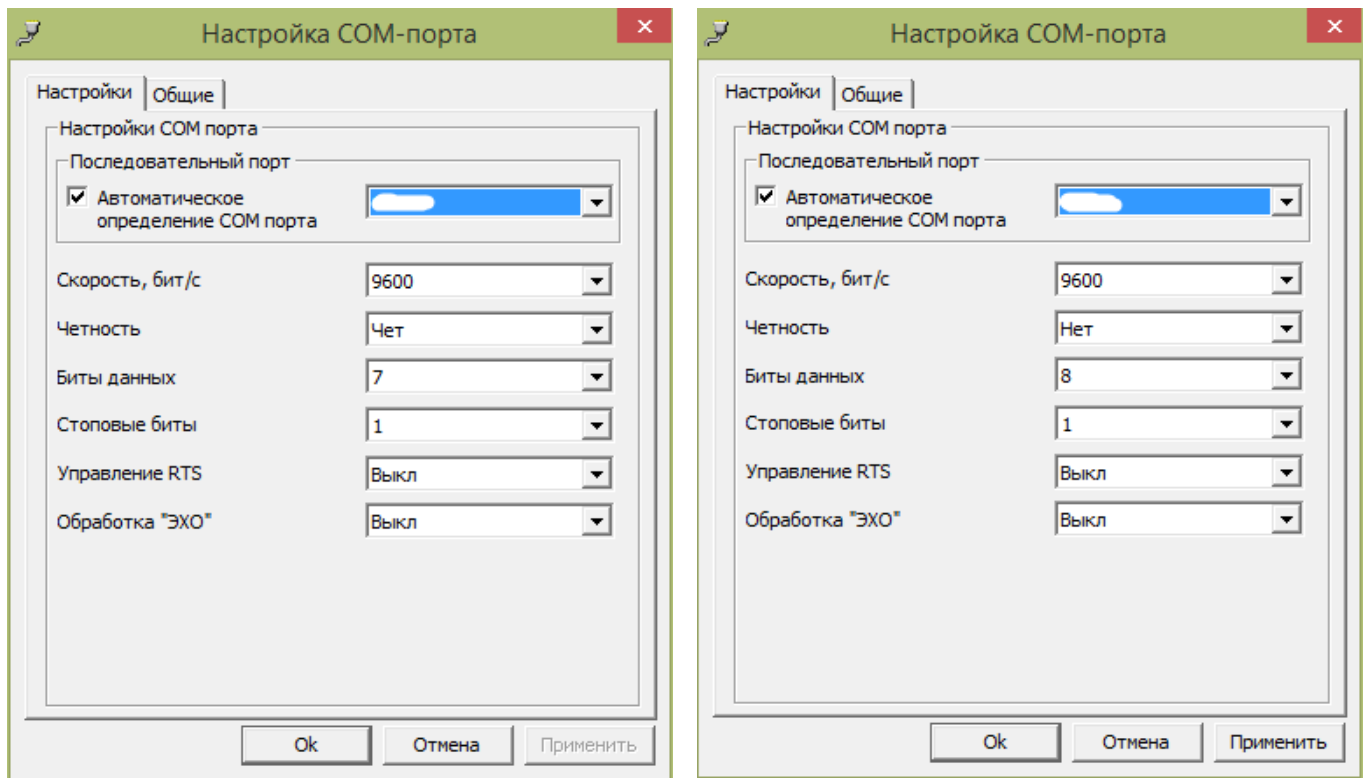 Настройка COM-порта
Настройки
Общие
Настройки COM порта
Последовательный порт
Автоматическое
определение COM порта
Скорость, бит/с
9600
Четность
Чет
Биты данных
7
Стоповые биты
1
Управление RTS
Выкл
Обработка "ЭХО"
Выкл
Ok
Отмена
Применить
Настройка COM-порта
Настройки
Общие
Настройки COM порта
Последовательный порт
Автоматическое
определение COM порта
Скорость, бит/с
9600
Четность
Нет
Биты данных
8
Стоповые биты
1
Управление RTS
Выкл
Обработка "ЭХО"
Выкл
Ok
Отмена
Применить